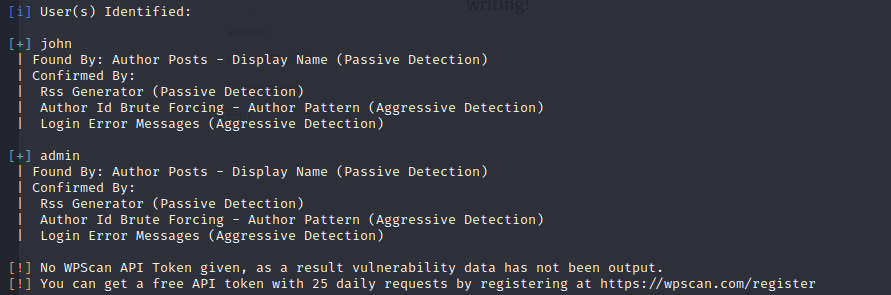 writing!
[i] User(s) Identified:
admin
[+] john
| Found By: Author Posts - Display Name (Passive Detection)
| Confirmed By:
|  Rss Generator (Passive Detection)
|  Author Id Brute Forcing - Author Pattern (Aggressive Detection)
|  Login Error Messages (Aggressive Detection)
[+] admin
| Found By: Author Posts - Display Name (Passive Detection)
| Confirmed By:
|  Rss Generator (Passive Detection)
|  Author Id Brute Forcing - Author Pattern (Aggressive Detection)
|  Login Error Messages (Aggressive Detection)
[!] No WPScan API Token given, as a result vulnerability data has not been output.
[!] You can get a free API token with 25 daily requests by registering at https://wpscan.com/register